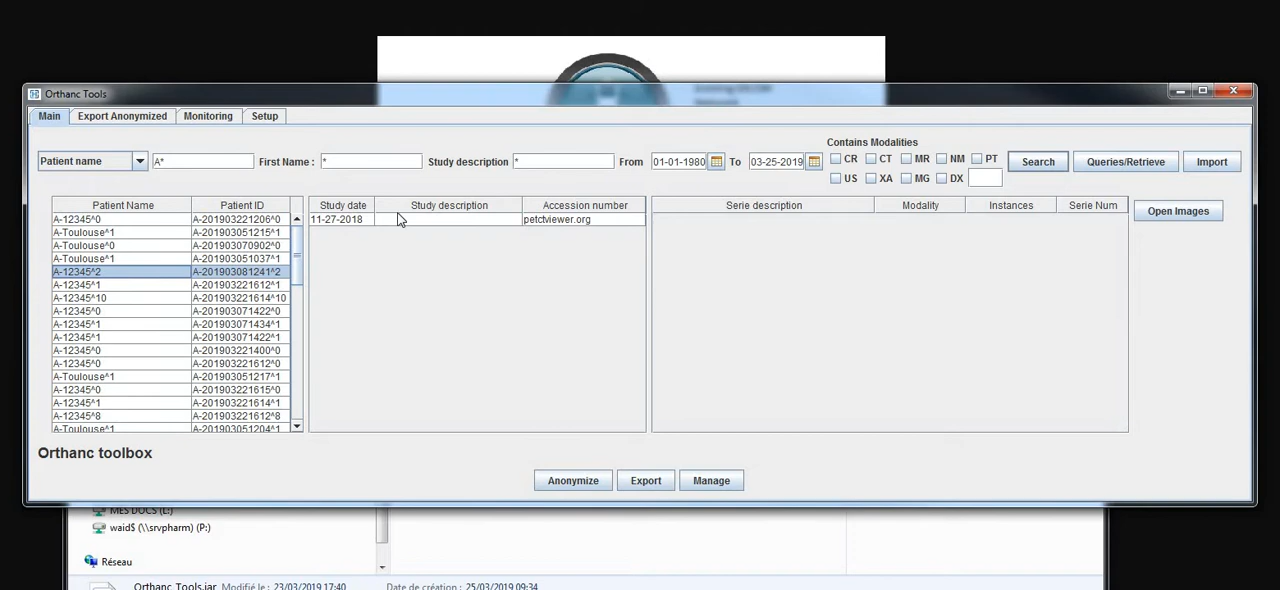 Orthanc Tools
Main Export Anonymized Monitoring Setup
Contains Modalities
Patient name A* First Name : * Study description * From 01-01-1980 To 03-25-2019 CR CT MR NM PT Search Queries/Retrieve Import
US XA MG DX
Patient Name Patient ID Study date Study description Accession number Serie description Modality Instances Serie Num Open Images
A-12345^0 A-201903221206^0 11-27-2018 petctviewer.org
A-Toulouse^1 A-201903051215^1
A-Toulouse^0 A-201903070902^0
A-Toulouse^1 A-201903051037^1
A-12345^2 A-201903081241^2
A-12345^1 A-201903221612^1
A-12345^10 A-201903221614^10
A-12345^0 A-201903071422^0
A-12345^1 A-201903071434^1
A-12345^1 A-201903071422^1
A-12345^0 A-201903221400^0
A-12345^0 A-201903221612^0
A-Toulouse^1 A-201903051217^1
A-12345^0 A-201903221615^0
A-12345^1 A-201903221614^1
A-12345^8 A-201903221612^8
A-Toulouse^1 A-201903051204^1
Orthanc toolbox
Anonymize Export Manage
MES DOCS (L:)
waid$ (\\srvpharm) (P:)
Réseau
Orthanc_Tools.jar Modifié le : 23/03/2019 17:40 Date de création : 25/03/2019 09:34